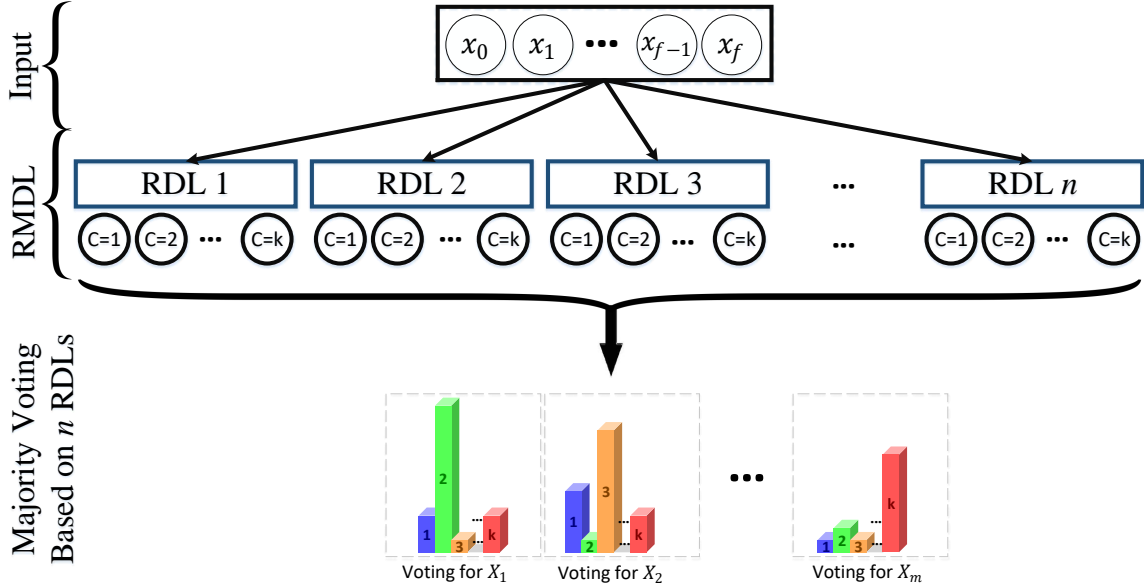 Input
x₀ x₁ ••• x_{f−1} x_f
RMDL
RDL 1 RDL 2 RDL 3 ... RDL n
C=1 C=2 ... C=k C=1 C=2 ... C=k C=1 C=2 ... C=k ... C=1 C=2 ... C=k
Majority Voting
Based on n RDLs
1 2 3 ... ... k
1 2 3 ... ... k
•••
1 2 3 ... ... k
Voting for X₁ Voting for X₂ Voting for Xₘ